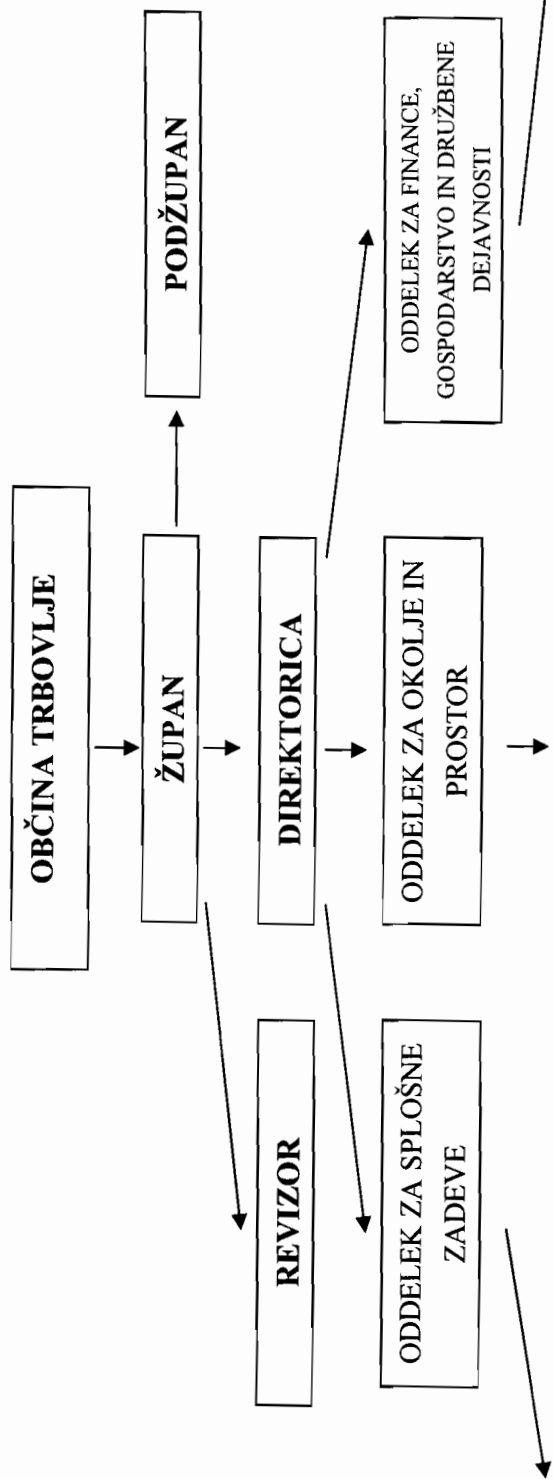 OBČINA TRBOVLJE
ŽUPAN
PODŽUPAN
REVIZOR
DIREKTORICA
ODDELEK ZA SPLOŠNE
ZADEVE
ODDELEK ZA OKOLJE IN
PROSTOR
ODDELEK ZA FINANCE,
GOSPODARSTVO IN DRUŽBENE
DEJAVNOSTI